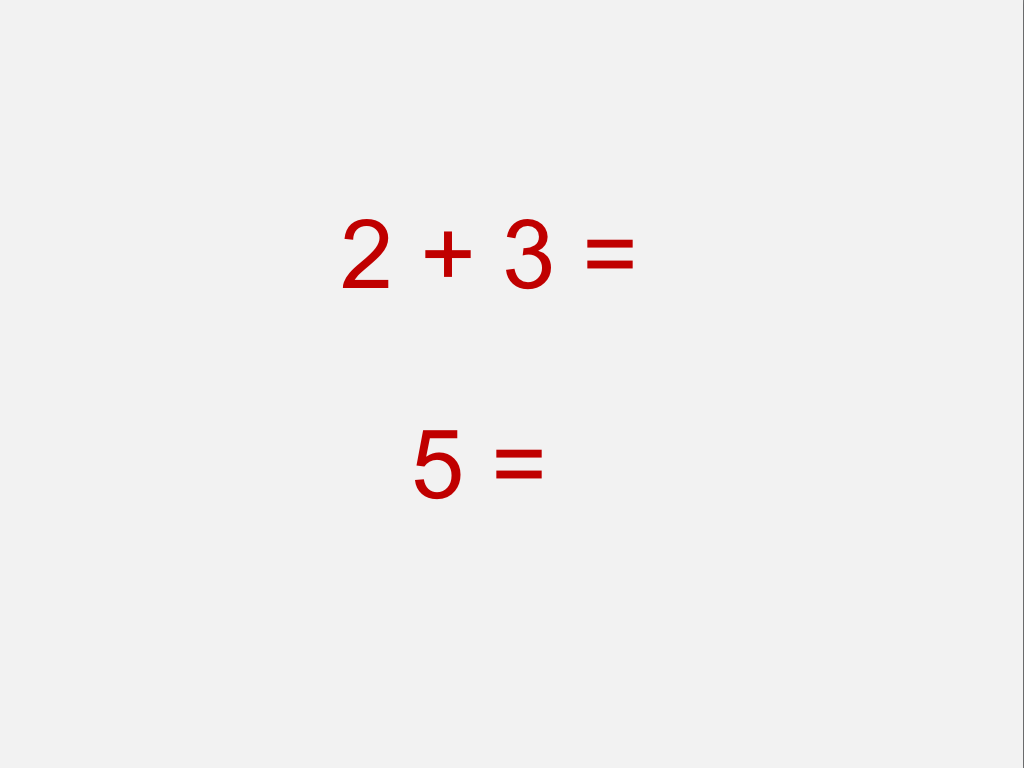 2 + 3 =
5 =